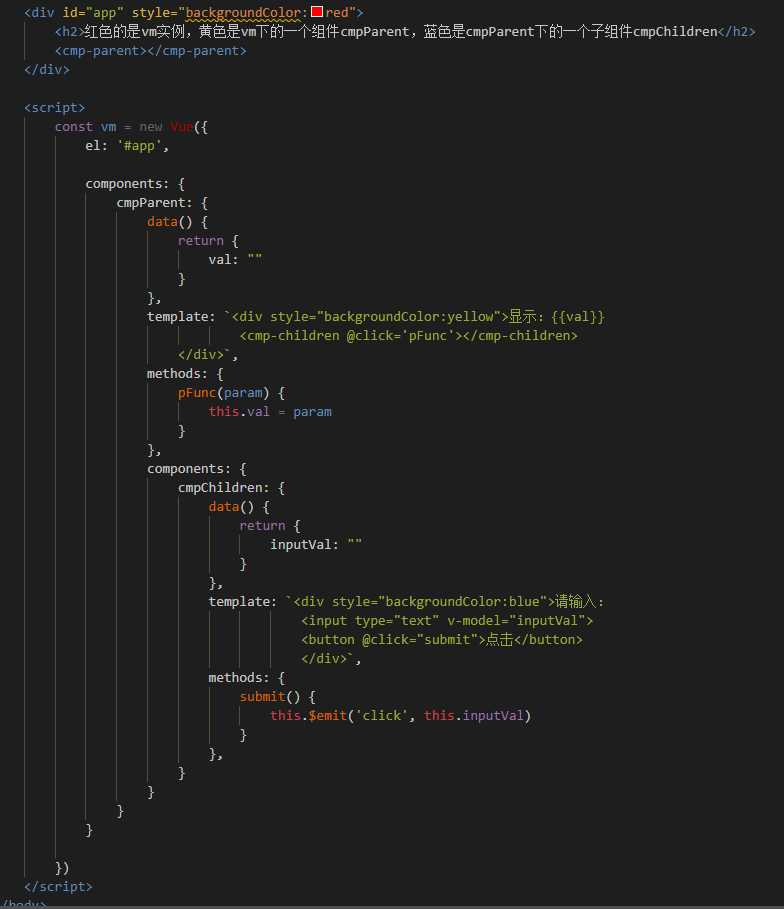 <div id="app" style="backgroundColor:red">
<h2>红色的是vm实例，黄色是vm下的一个组件cmpParent，蓝色是cmpParent下的一个子组件cmpChildren</h2>
<cmp-parent></cmp-parent>
</div>
<script>
const vm = new Vue({
el: '#app',
components: {
cmpParent: {
data() {
return {
val: ""
}
},
template: `<div style="backgroundColor:yellow">显示：{{val}}
<cmp-children @click='pFunc'></cmp-children>
</div>`,
methods: {
pFunc(param) {
this.val = param
}
},
components: {
cmpChildren: {
data() {
return {
inputVal: ""
}
},
template: `<div style="backgroundColor:blue">请输入：
<input type="text" v-model="inputVal">
<button @click="submit">点击</button>
</div>`,
methods: {
submit() {
this.$emit('click', this.inputVal)
}
},
}
}
}
}
})
</script>
/body>